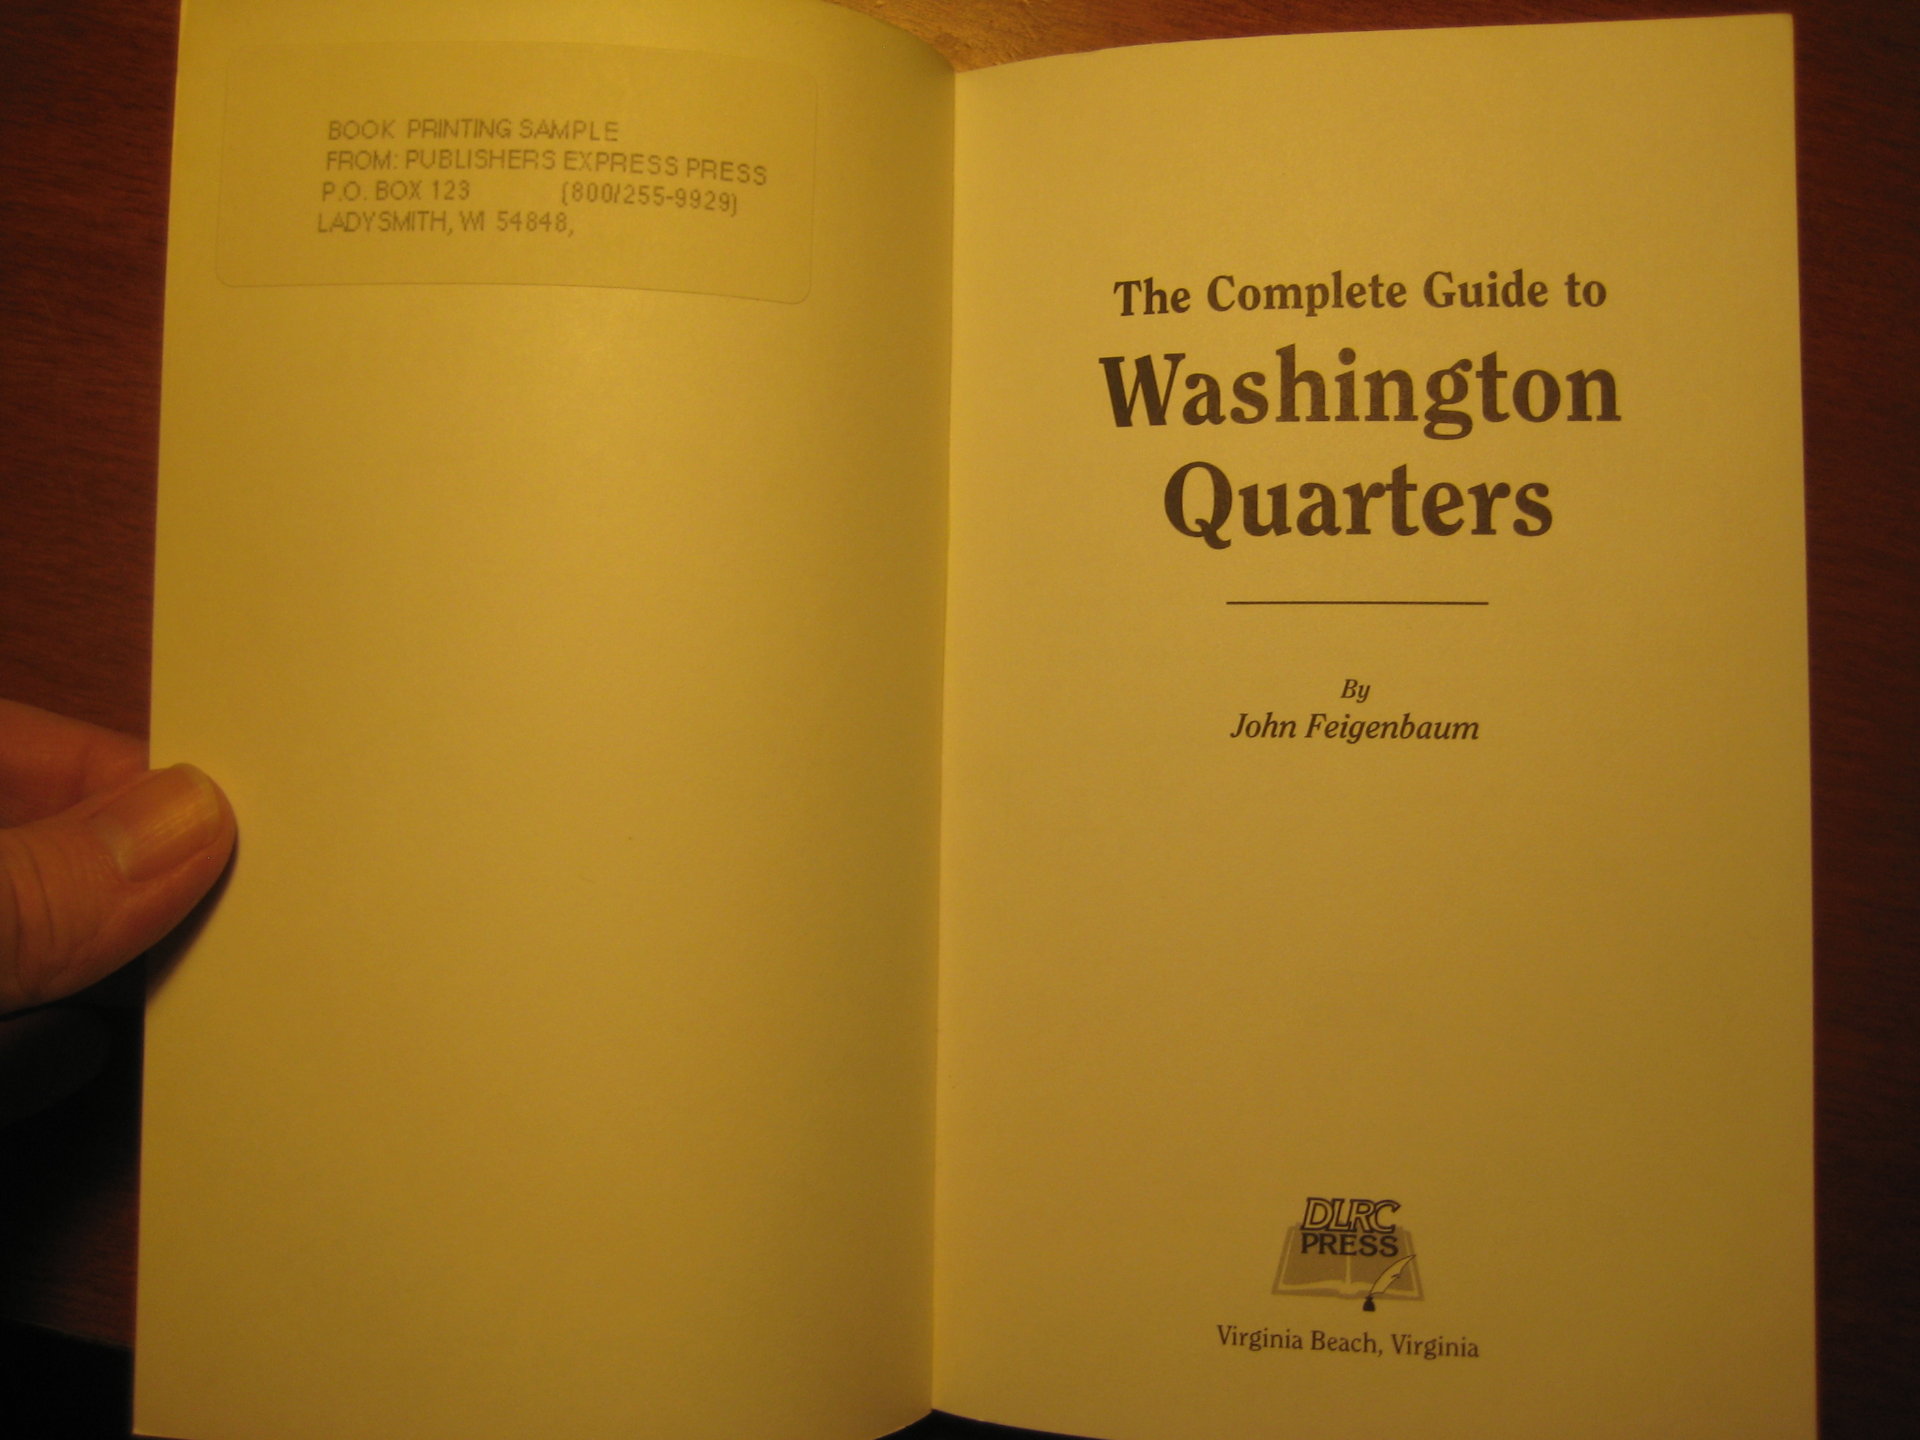 BOOK PRINTING SAMPLE
FROM: PUBLISHERS EXPRESS PRESS
P.O. BOX 123 (800/255-9929)
LADYSMITH, WI 54848,
The Complete Guide to
Washington
Quarters
By
John Feigenbaum
DLRC
PRESS
Virginia Beach, Virginia